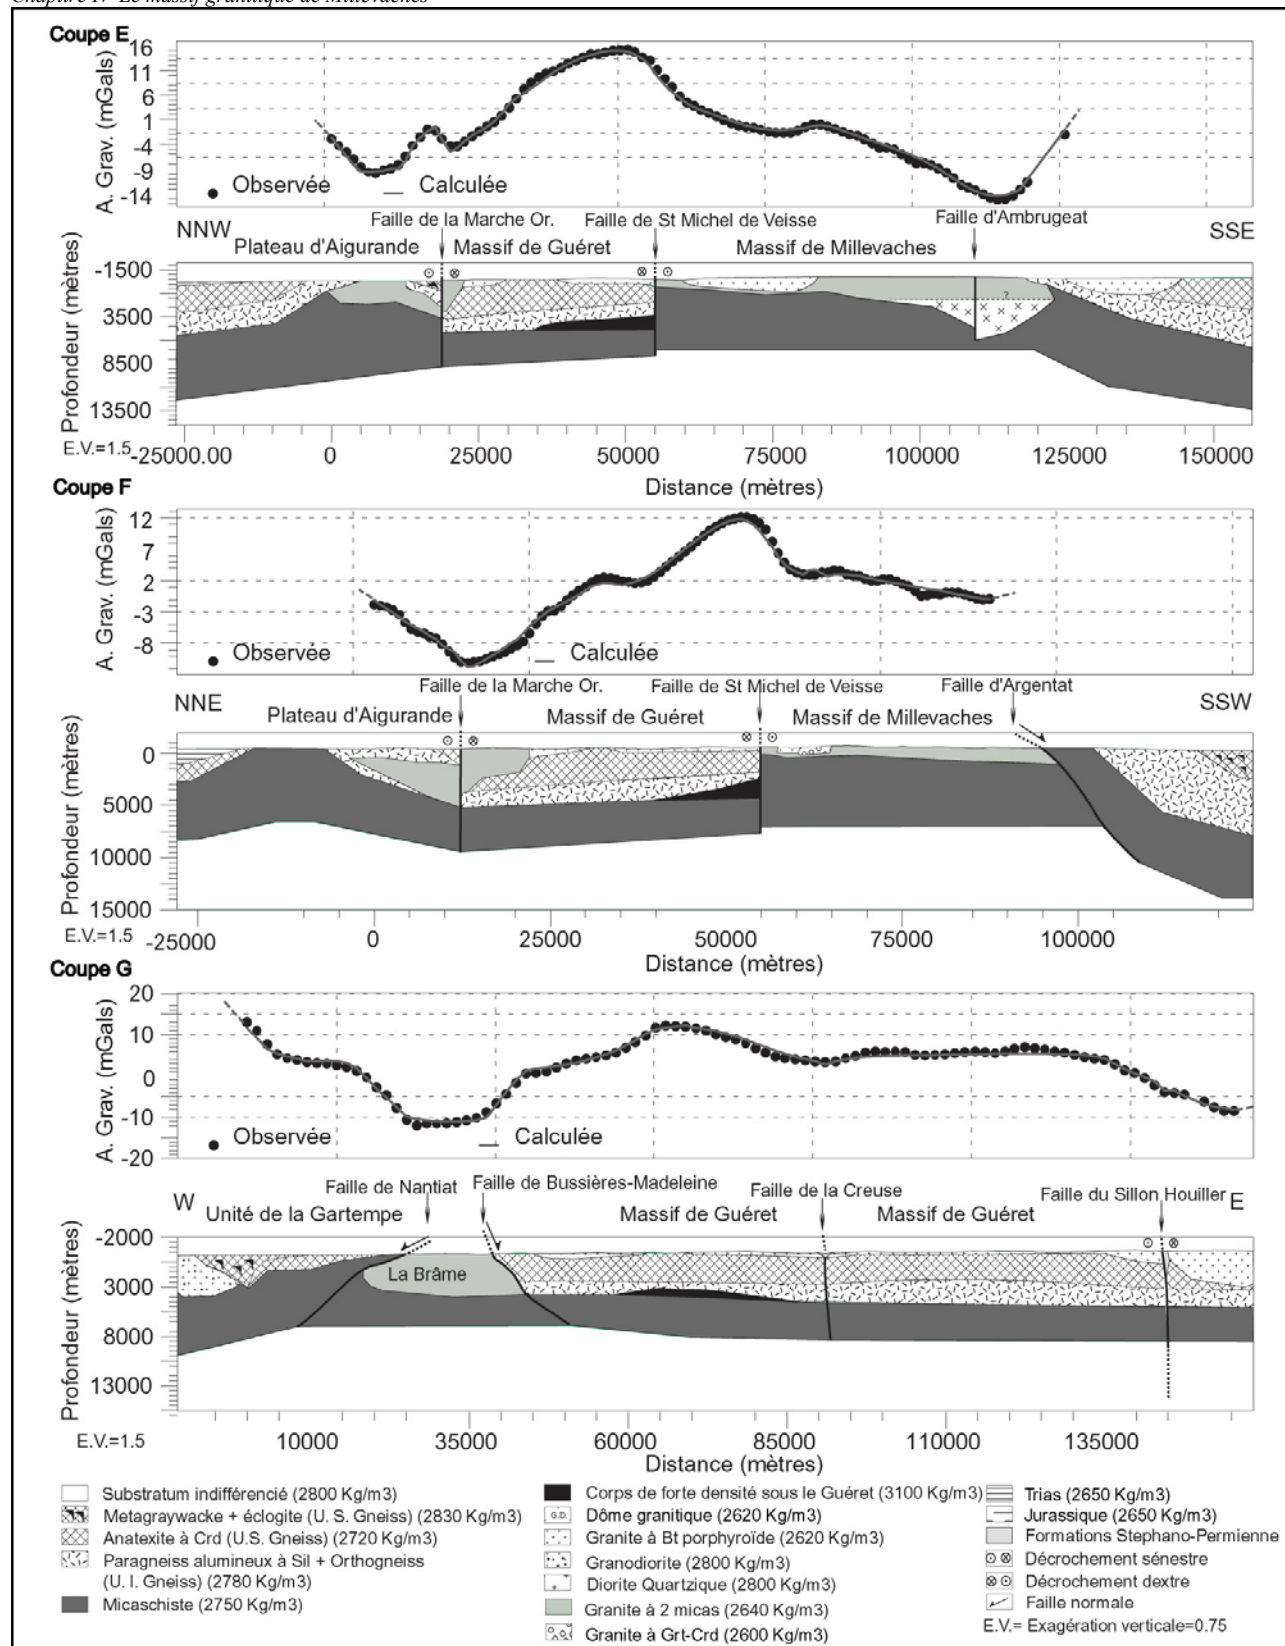 Chapitre IV Le massif granitique de Millevaches
Coupe E
A. Grav. (mGals)
16
11
6
1
-4
-9
-14
Observée
Calculée
NNW
Faille de la Marche Or.
Faille de St Michel de Veisse
Faille d'Ambrugeat
SSE
Plateau d'Aigurande
Massif de Guéret
Massif de Millevaches
Profondeur (mètres)
-1500
3500
8500
13500
?
E.V.=1.5
-25000.00 0 25000 50000 75000 100000 125000 150000
Distance (mètres)
Coupe F
A. Grav. (mGals)
12
7
2
-3
-8
Observée
Calculée
NNE
Faille de la Marche Or.
Faille de St Michel de Veisse
Faille d'Argentat
SSW
Plateau d'Aigurande
Massif de Guéret
Massif de Millevaches
Profondeur (mètres)
0
5000
10000
15000
E.V.=1.5
-25000 0 25000 50000 75000 100000
Distance (mètres)
Coupe G
A. Grav. (mGals)
20
10
0
-10
-20
Observée
Calculée
W
Faille de Nantiat
Faille de Bussières-Madeleine
Faille de la Creuse
Faille du Sillon Houiller
E
Unité de la Gartempe
Massif de Guéret
Massif de Guéret
La Brâme
Profondeur (mètres)
-2000
3000
8000
13000
E.V.=1.5
10000 35000 60000 85000 110000 135000
Distance (mètres)
Substratum indifférencié (2800 Kg/m3)
Metagraywacke + éclogite (U. S. Gneiss) (2830 Kg/m3)
Anatexite à Crd (U.S. Gneiss) (2720 Kg/m3)
Paragneiss alumineux à Sil + Orthogneiss
(U. I. Gneiss) (2780 Kg/m3)
Micaschiste (2750 Kg/m3)
Corps de forte densité sous le Guéret (3100 Kg/m3)
G.D. Dôme granitique (2620 Kg/m3)
Granite à Bt porphyroïde (2620 Kg/m3)
Granodiorite (2800 Kg/m3)
Diorite Quartzique (2800 Kg/m3)
Granite à 2 micas (2640 Kg/m3)
Granite à Grt-Crd (2600 Kg/m3)
Trias (2650 Kg/m3)
Jurassique (2650 Kg/m3)
Formations Stephano-Permienne
Décrochement sénestre
Décrochement dextre
Faille normale
E.V.= Exagération verticale=0.75